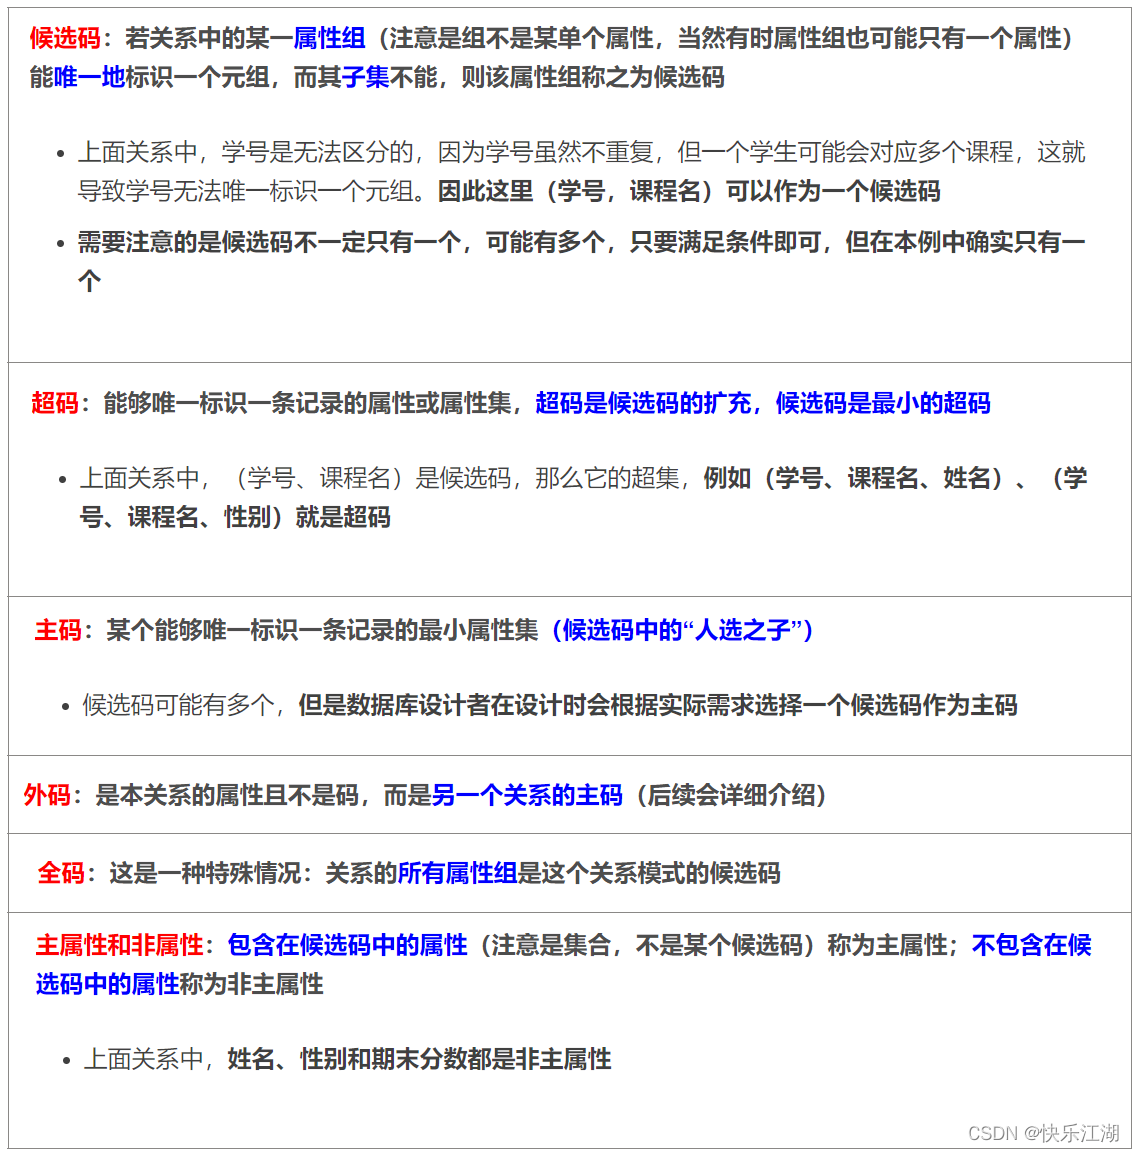 候选码：若关系中的某一属性组（注意是组不是某单个属性，当然有时属性组也可能只有一个属性）
能唯一地标识一个元组，而其子集不能，则该属性组称之为候选码
• 上面关系中，学号是无法区分的，因为学号虽然不重复，但一个学生可能会对应多个课程，这就
导致学号无法唯一标识一个元组。因此这里（学号，课程名）可以作为一个候选码
• 需要注意的是候选码不一定只有一个，可能有多个，只要满足条件即可，但在本例中确实只有一
个
超码：能够唯一标识一条记录的属性或属性集，超码是候选码的扩充，候选码是最小的超码
• 上面关系中，（学号、课程名）是候选码，那么它的超集，例如（学号、课程名、姓名）、（学
号、课程名、性别）就是超码
主码：某个能够唯一标识一条记录的最小属性集（候选码中的“人选之子”）
• 候选码可能有多个，但是数据库设计者在设计时会根据实际需求选择一个候选码作为主码
外码：是本关系的属性且不是码，而是另一个关系的主码（后续会详细介绍）
全码：这是一种特殊情况：关系的所有属性组是这个关系模式的候选码
主属性和非属性：包含在候选码中的属性（注意是集合，不是某个候选码）称为主属性；不包含在候
选码中的属性称为非主属性
• 上面关系中，姓名、性别和期末分数都是非主属性
CSDN @快乐江湖